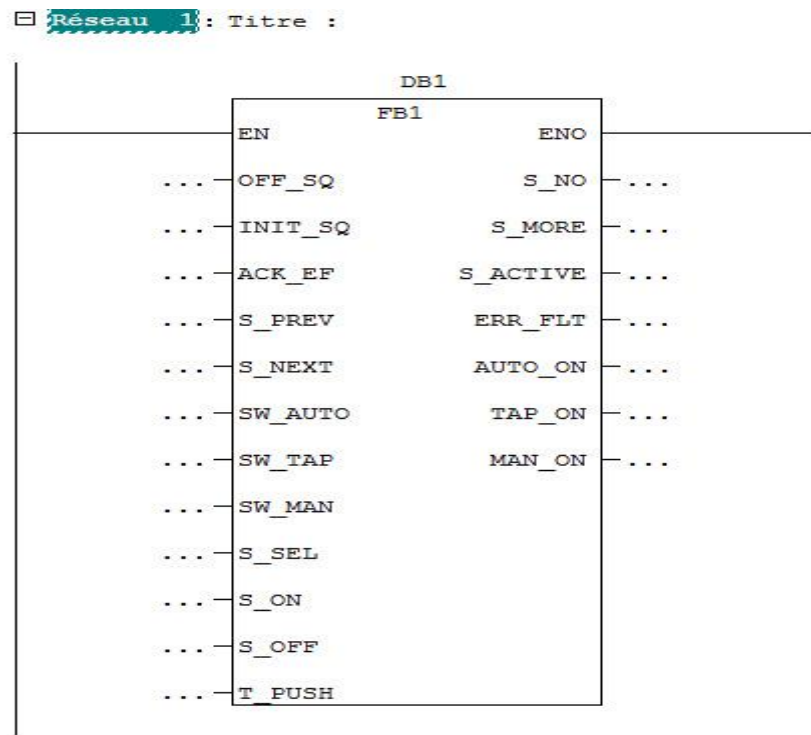 Réseau 1: Titre :
DB1
FB1
EN ENO
... OFF_SQ S_NO ...
... INIT_SQ S_MORE ...
... ACK_EF S_ACTIVE ...
... S_PREV ERR_FLT ...
... S_NEXT AUTO_ON ...
... SW_AUTO TAP_ON ...
... SW_TAP MAN_ON ...
... SW_MAN
... S_SEL
... S_ON
... S_OFF
... T_PUSH